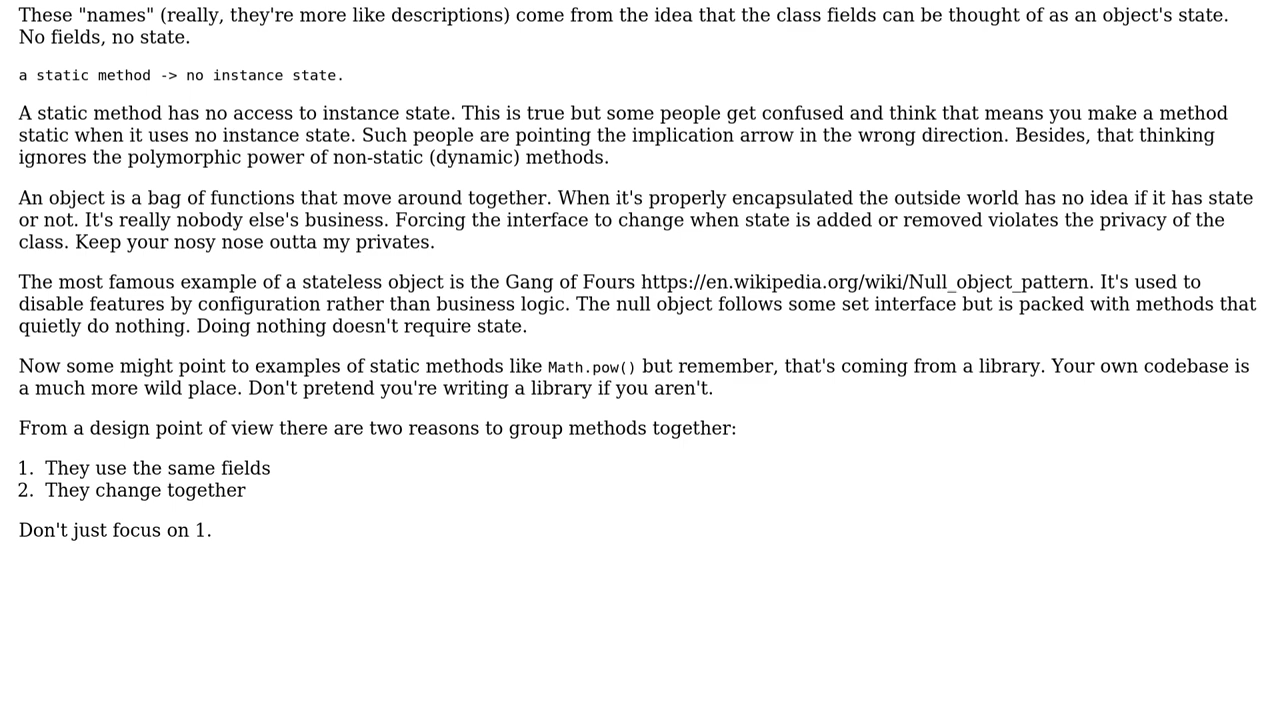 These "names" (really, they're more like descriptions) come from the idea that the class fields can be thought of as an object's state.
No fields, no state.
a static method -> no instance state.
A static method has no access to instance state. This is true but some people get confused and think that means you make a method
static when it uses no instance state. Such people are pointing the implication arrow in the wrong direction. Besides, that thinking
ignores the polymorphic power of non-static (dynamic) methods.
An object is a bag of functions that move around together. When it's properly encapsulated the outside world has no idea if it has state
or not. It's really nobody else's business. Forcing the interface to change when state is added or removed violates the privacy of the
class. Keep your nosy nose outta my privates.
The most famous example of a stateless object is the Gang of Fours https://en.wikipedia.org/wiki/Null_object_pattern. It's used to
disable features by configuration rather than business logic. The null object follows some set interface but is packed with methods that
quietly do nothing. Doing nothing doesn't require state.
Now some might point to examples of static methods like Math.pow() but remember, that's coming from a library. Your own codebase is
a much more wild place. Don't pretend you're writing a library if you aren't.
From a design point of view there are two reasons to group methods together:
1. They use the same fields
2. They change together
Don't just focus on 1.